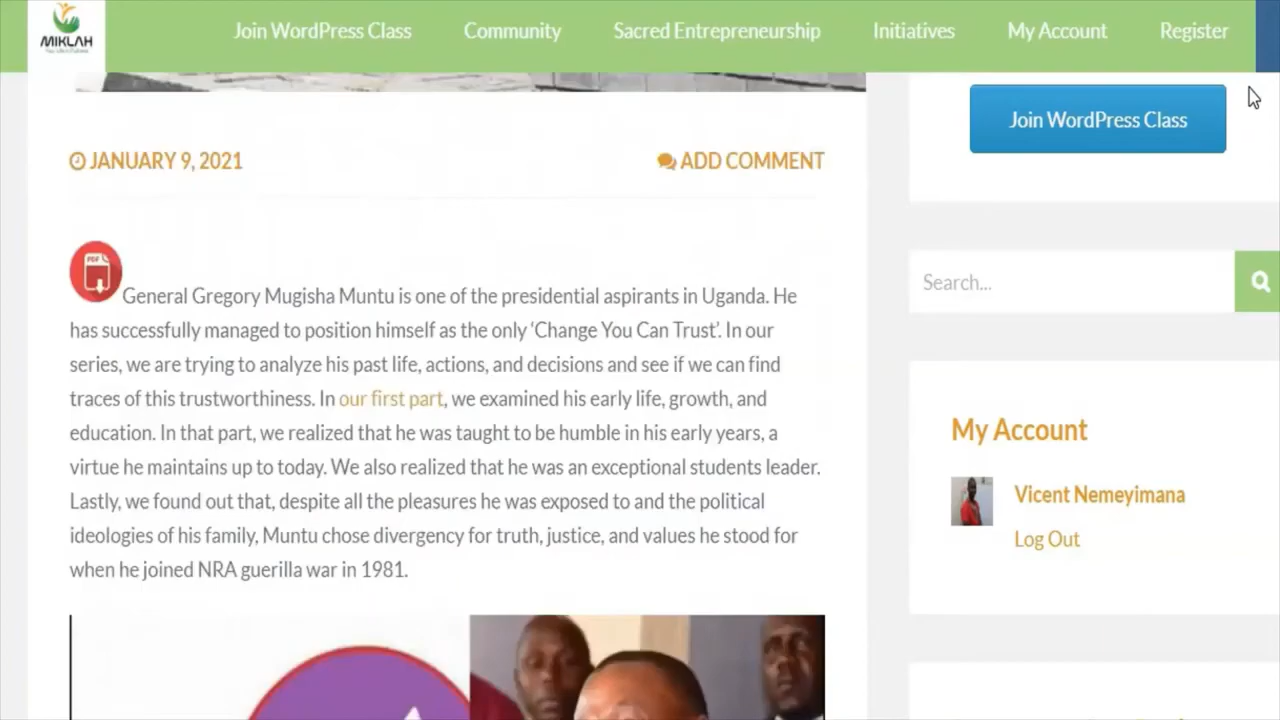 MIKLAH
Join WordPress Class
Community
Sacred Entrepreneurship
Initiatives
My Account
Register
Join WordPress Class
JANUARY 9, 2021
ADD COMMENT
Search...
PDF
General Gregory Mugisha Muntu is one of the presidential aspirants in Uganda. He
has successfully managed to position himself as the only ‘Change You Can Trust’. In our
series, we are trying to analyze his past life, actions, and decisions and see if we can find
traces of this trustworthiness. In our first part, we examined his early life, growth, and
education. In that part, we realized that he was taught to be humble in his early years, a
virtue he maintains up to today. We also realized that he was an exceptional students leader.
Lastly, we found out that, despite all the pleasures he was exposed to and the political
ideologies of his family, Muntu chose divergency for truth, justice, and values he stood for
when he joined NRA guerilla war in 1981.
My Account
Vicent Nemeyimana
Log Out